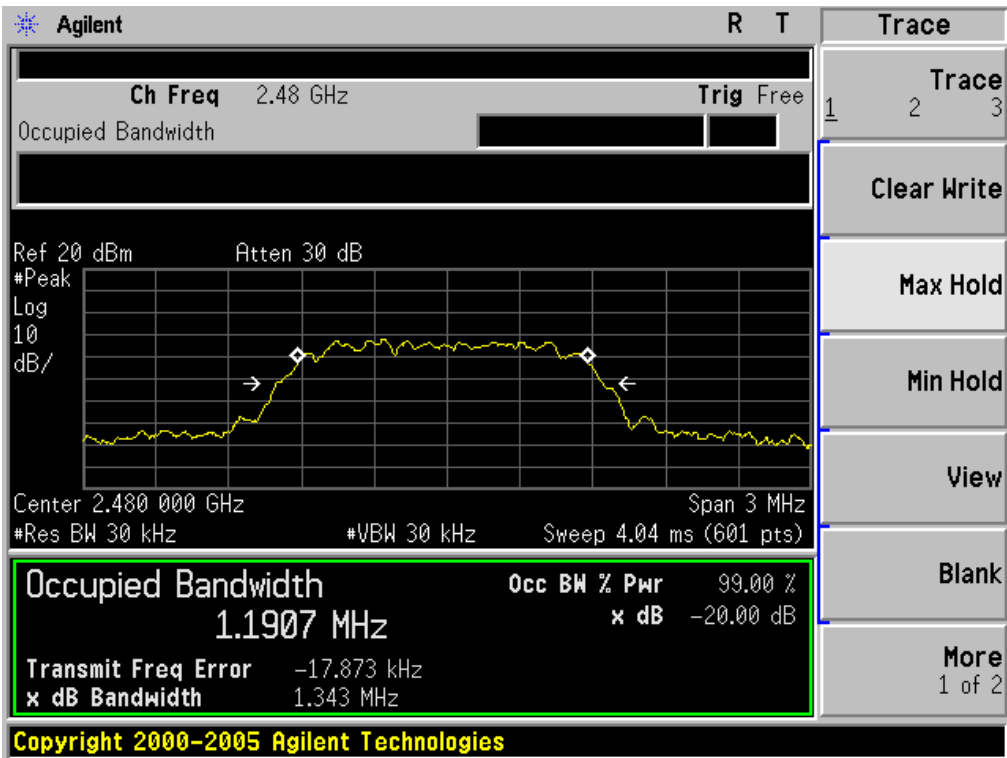 Agilent R T
Ch Freq 2.48 GHz Trig Free
Occupied Bandwidth
Ref 20 dBm Atten 30 dB
#Peak
Log
10
dB/
Center 2.480 000 GHz Span 3 MHz
#Res BW 30 kHz #VBW 30 kHz Sweep 4.04 ms (601 pts)
Occupied Bandwidth
1.1907 MHz
Occ BW % Pwr 99.00 %
x dB -20.00 dB
Transmit Freq Error -17.873 kHz
x dB Bandwidth 1.343 MHz
Copyright 2000-2005 Agilent Technologies
Trace
Trace
1 2 3
Clear Write
Max Hold
Min Hold
View
Blank
More
1 of 2